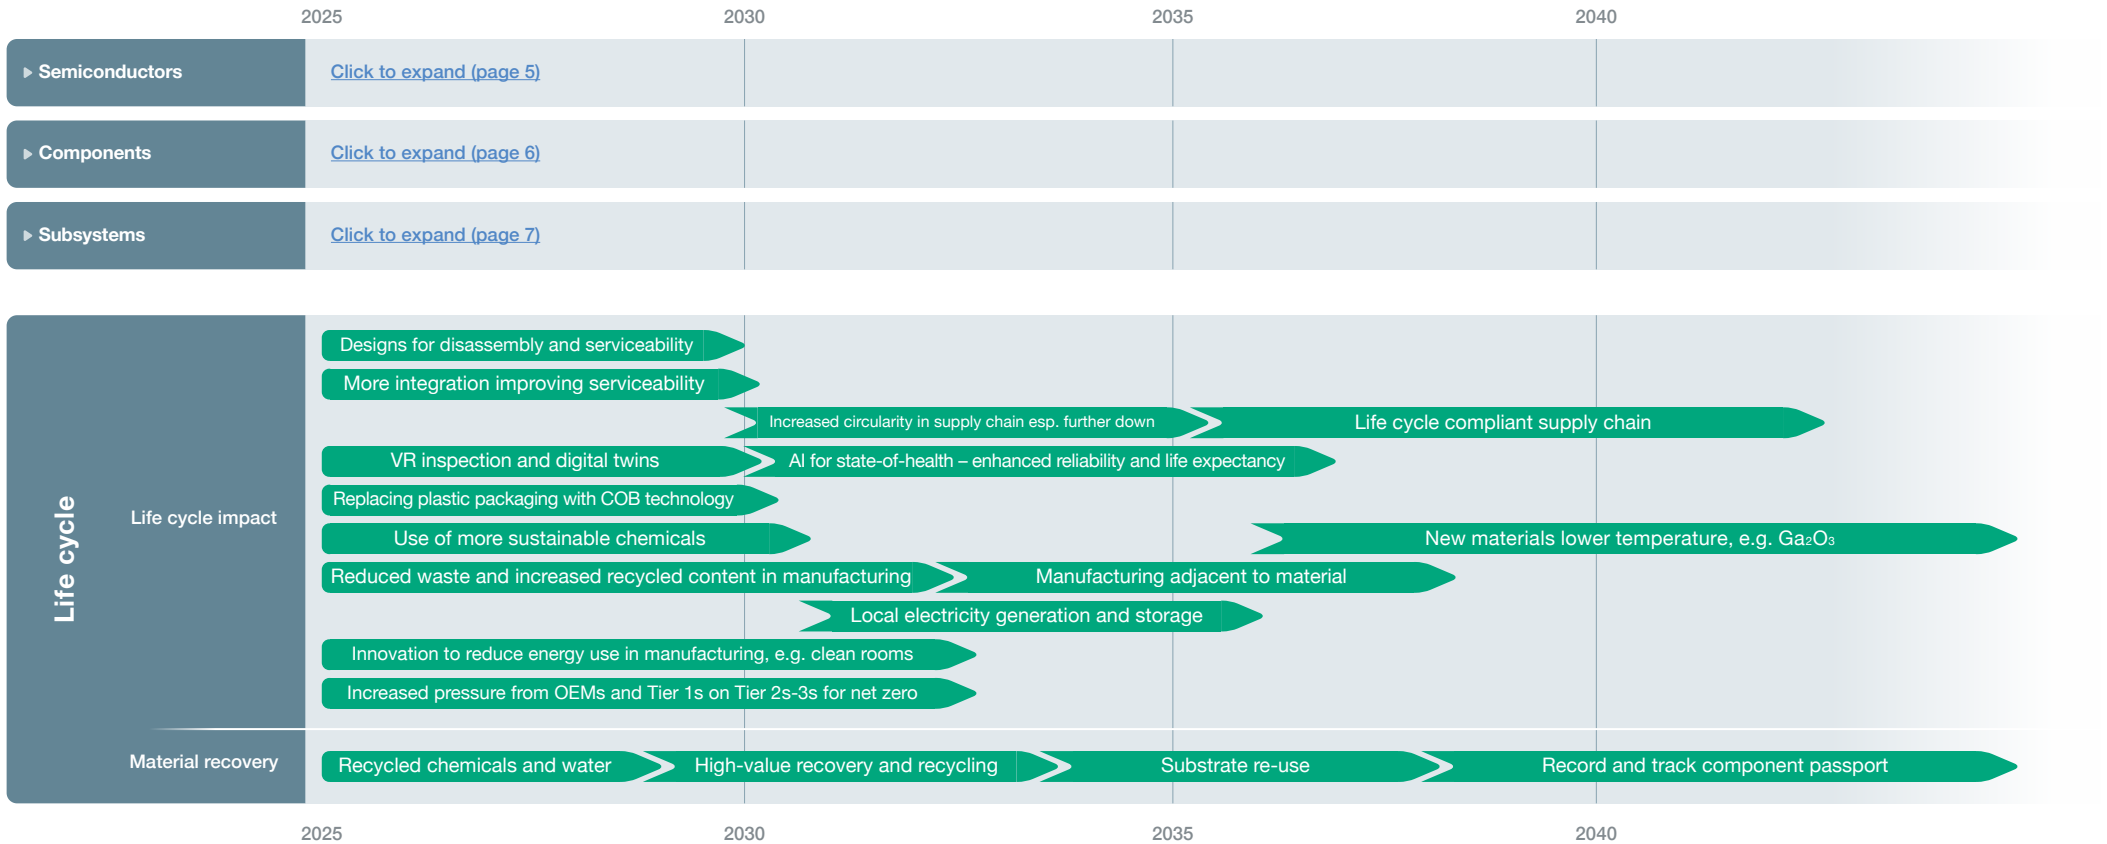 2025 2030 2035 2040
Semiconductors Click to expand (page 5)
Components Click to expand (page 6)
Subsystems Click to expand (page 7)
Life cycle
Life cycle impact
Designs for disassembly and serviceability
More integration improving serviceability
Increased circularity in supply chain esp. further down Life cycle compliant supply chain
VR inspection and digital twins AI for state-of-health – enhanced reliability and life expectancy
Replacing plastic packaging with COB technology
Use of more sustainable chemicals New materials lower temperature, e.g. Ga₂O₃
Reduced waste and increased recycled content in manufacturing Manufacturing adjacent to material
Local electricity generation and storage
Innovation to reduce energy use in manufacturing, e.g. clean rooms
Increased pressure from OEMs and Tier 1s on Tier 2s-3s for net zero
Material recovery Recycled chemicals and water High-value recovery and recycling Substrate re-use Record and track component passport
2025 2030 2035 2040